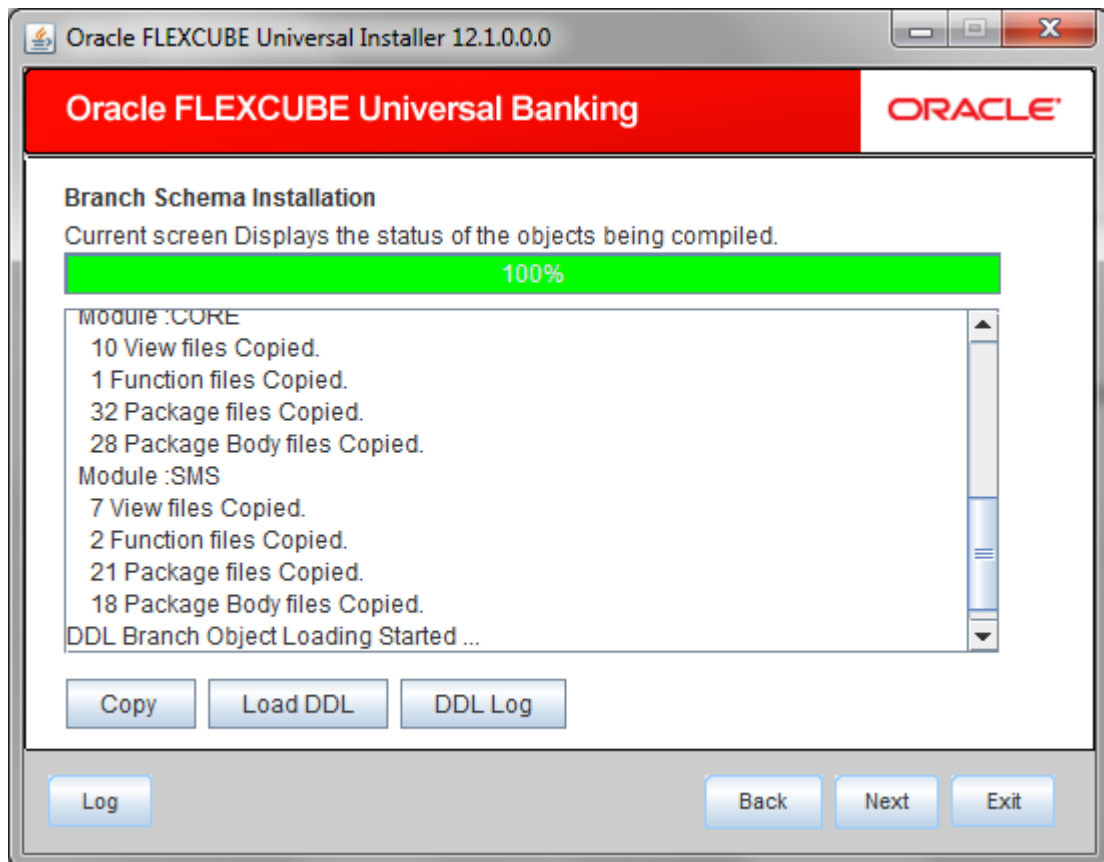 Oracle FLEXCUBE Universal Installer 12.1.0.0.0
Oracle FLEXCUBE Universal Banking
ORACLE
Branch Schema Installation
Current screen Displays the status of the objects being compiled.
100%
Module :CORE
10 View files Copied.
1 Function files Copied.
32 Package files Copied.
28 Package Body files Copied.
Module :SMS
7 View files Copied.
2 Function files Copied.
21 Package files Copied.
18 Package Body files Copied.
DDL Branch Object Loading Started ...
Copy Load DDL DDL Log
Log Back Next Exit